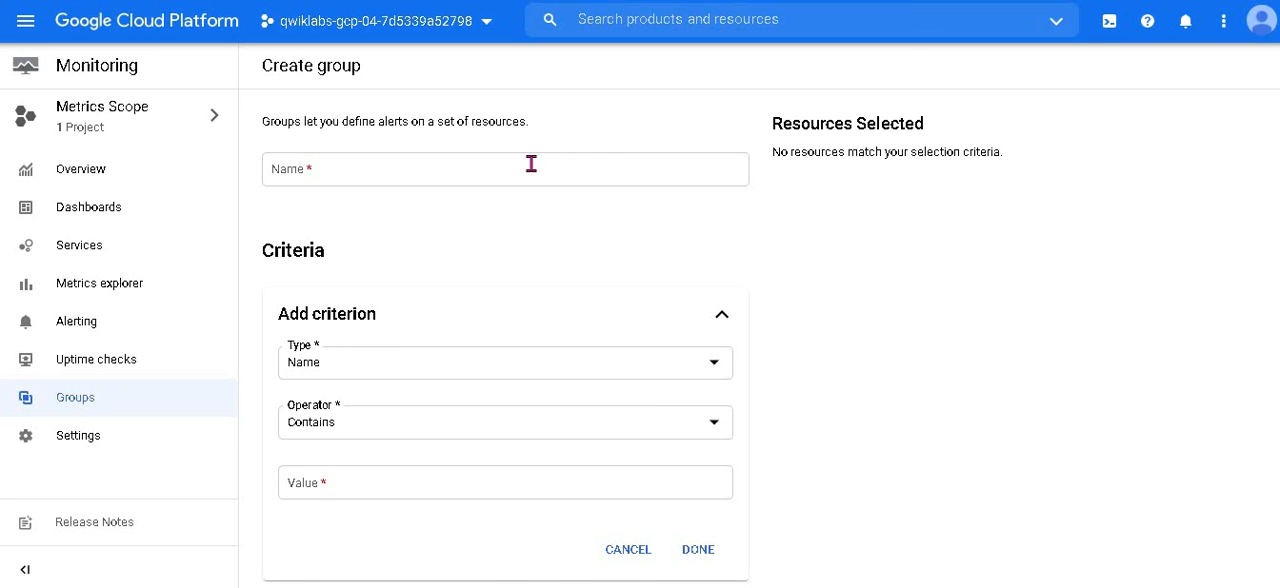 Google Cloud Platform
qwiklabs-gcp-04-7d5339a52798
Search products and resources
Monitoring
Metrics Scope
1 Project
Overview
Dashboards
Services
Metrics explorer
Alerting
Uptime checks
Groups
Settings
Release Notes
Create group
Groups let you define alerts on a set of resources.
Name *
Criteria
Add criterion
Type *
Name
Operator *
Contains
Value *
CANCEL DONE
Resources Selected
No resources match your selection criteria.